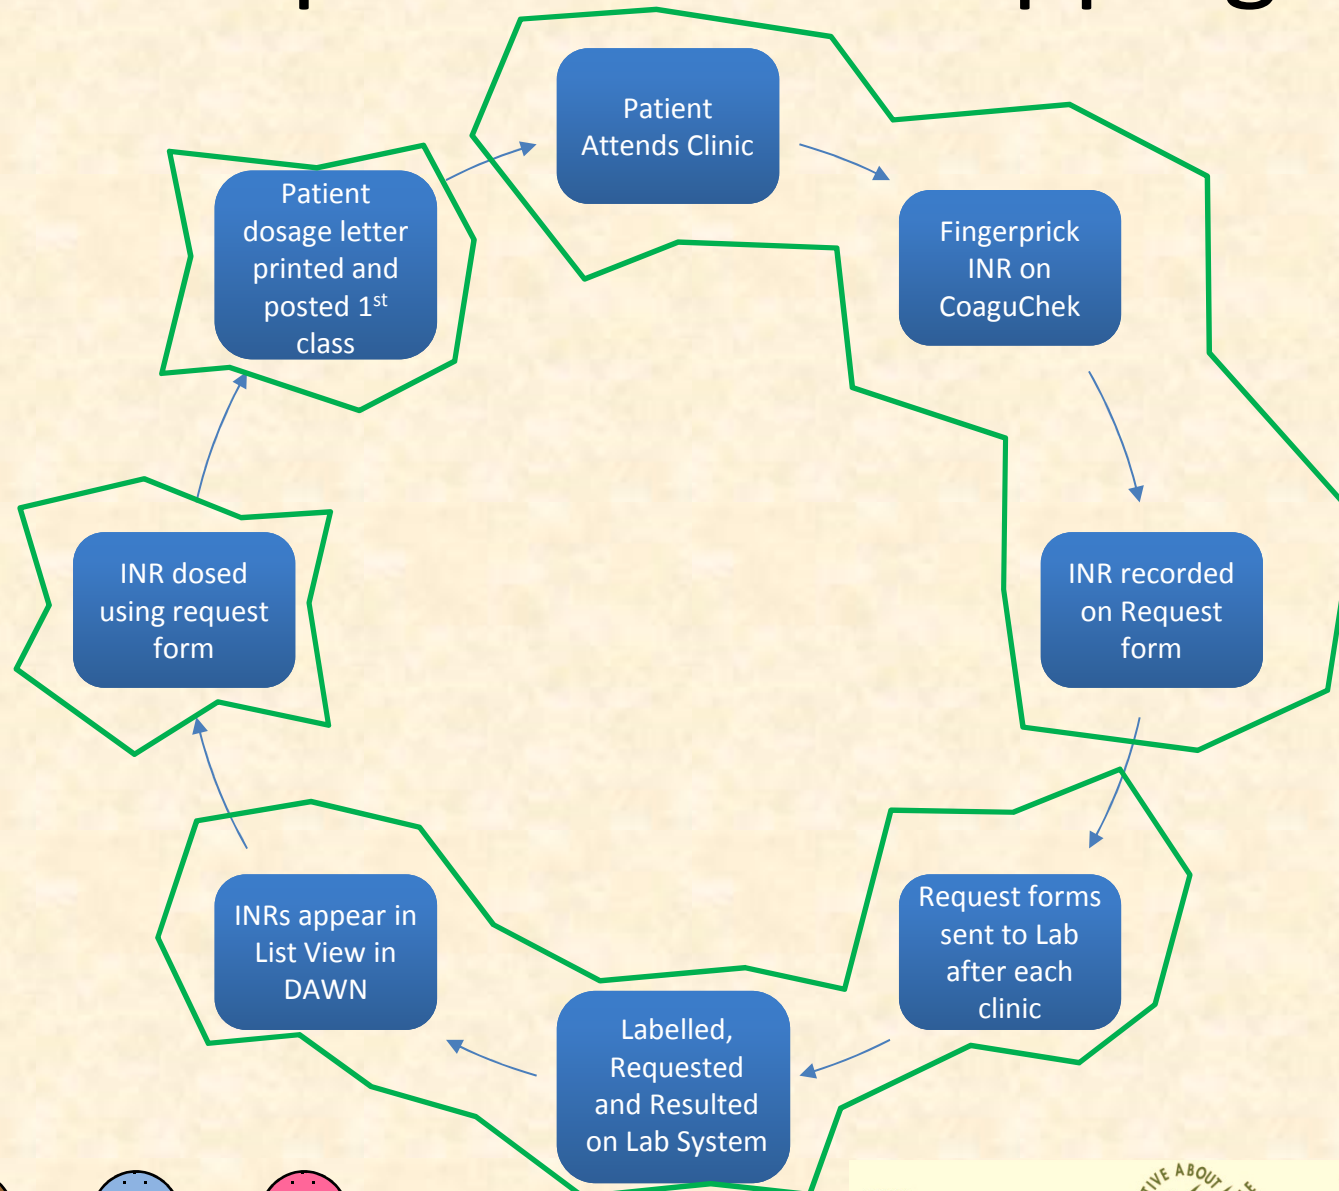 Patient
Attends Clinic
Fingerprick
INR on
CoaguChek
INR recorded
on Request
form
Request forms
sent to Lab
after each
clinic
Labelled,
Requested
and Resulted
on Lab System
INRs appear in
List View in
DAWN
INR dosed
using request
form
Patient
dosage letter
printed and
posted 1st
class
ABOUT